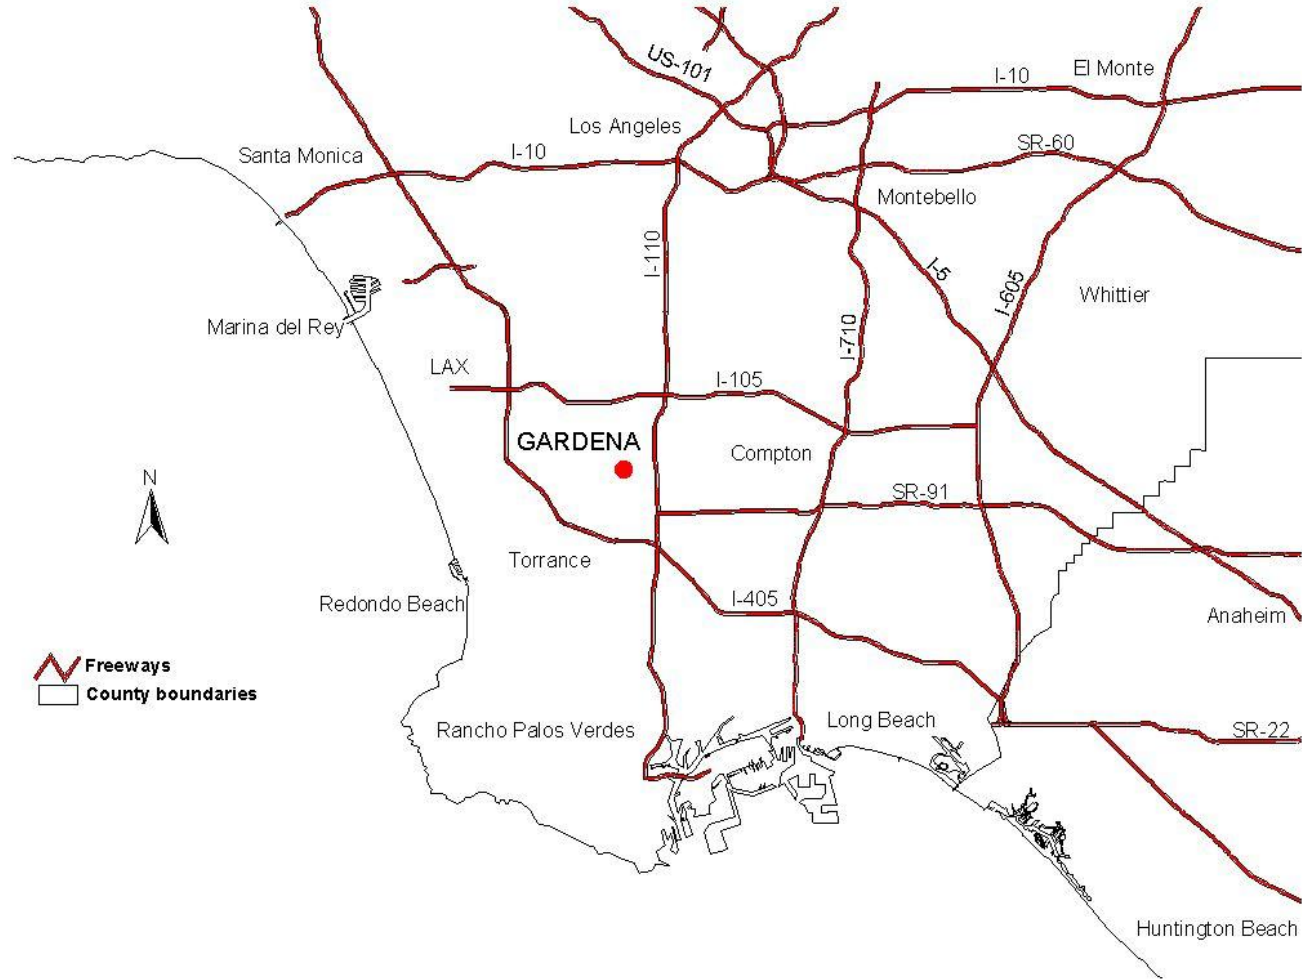 US-101
I-10
El Monte
Los Angeles
Santa Monica
I-10
SR-60
Montebello
I-110
I-5
I-605
Whittier
Marina del Rey
I-710
LAX
I-105
GARDENA
Compton
SR-91
N
Torrance
Redondo Beach
I-405
Anaheim
Freeways
County boundaries
Rancho Palos Verdes
Long Beach
SR-22
Huntington Beach